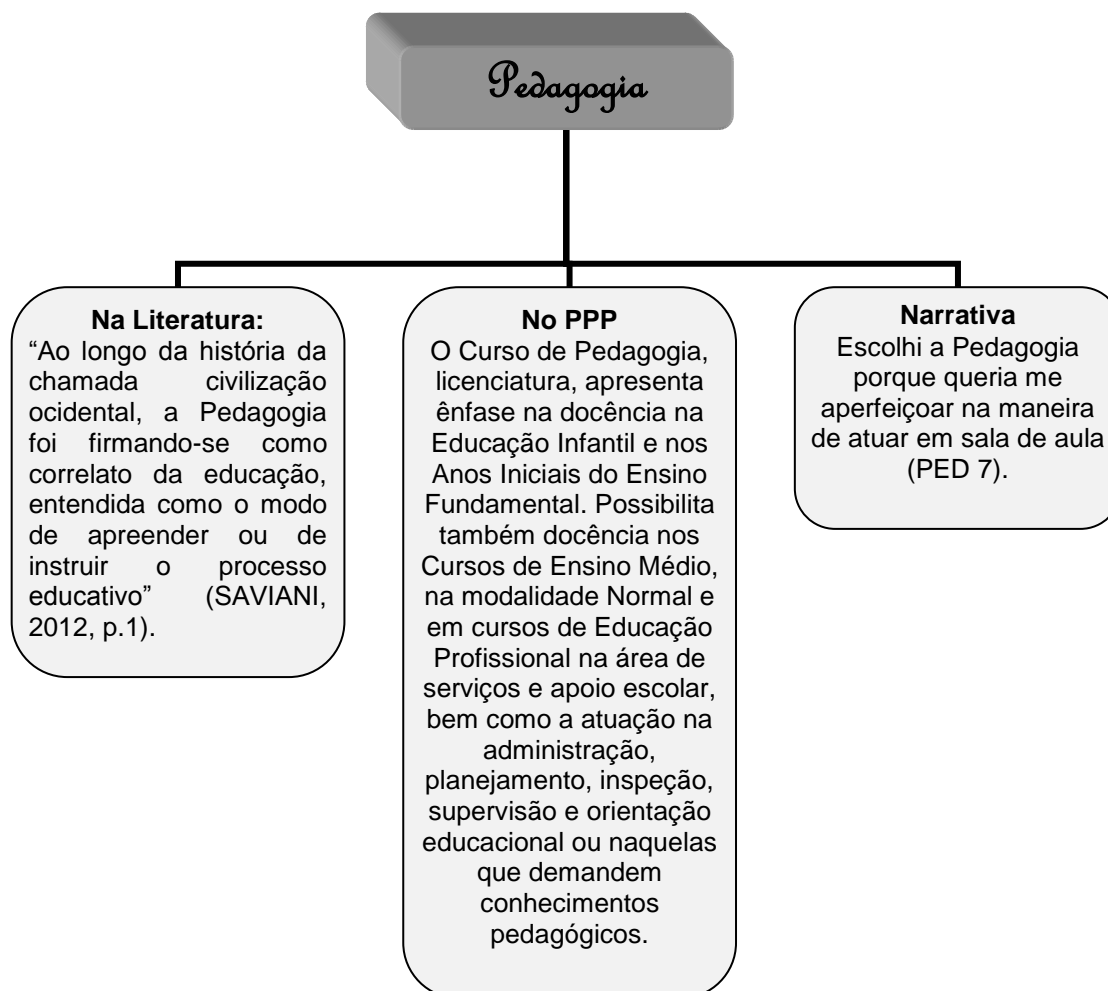 Pedagogia
Na Literatura:
“Ao longo da história da
chamada civilização
ocidental, a Pedagogia
foi firmando-se como
correlato da educação,
entendida como o modo
de apreender ou de
instruir o processo
educativo” (SAVIANI,
2012, p.1).
No PPP
O Curso de Pedagogia,
licenciatura, apresenta
ênfase na docência na
Educação Infantil e nos
Anos Iniciais do Ensino
Fundamental. Possibilita
também docência nos
Cursos de Ensino Médio,
na modalidade Normal e
em cursos de Educação
Profissional na área de
serviços e apoio escolar,
bem como a atuação na
administração,
planejamento, inspeção,
supervisão e orientação
educacional ou naquelas
que demandem
conhecimentos
pedagógicos.
Narrativa
Escolhi a Pedagogia
porque queria me
aperfeiçoar na maneira
de atuar em sala de aula
(PED 7).